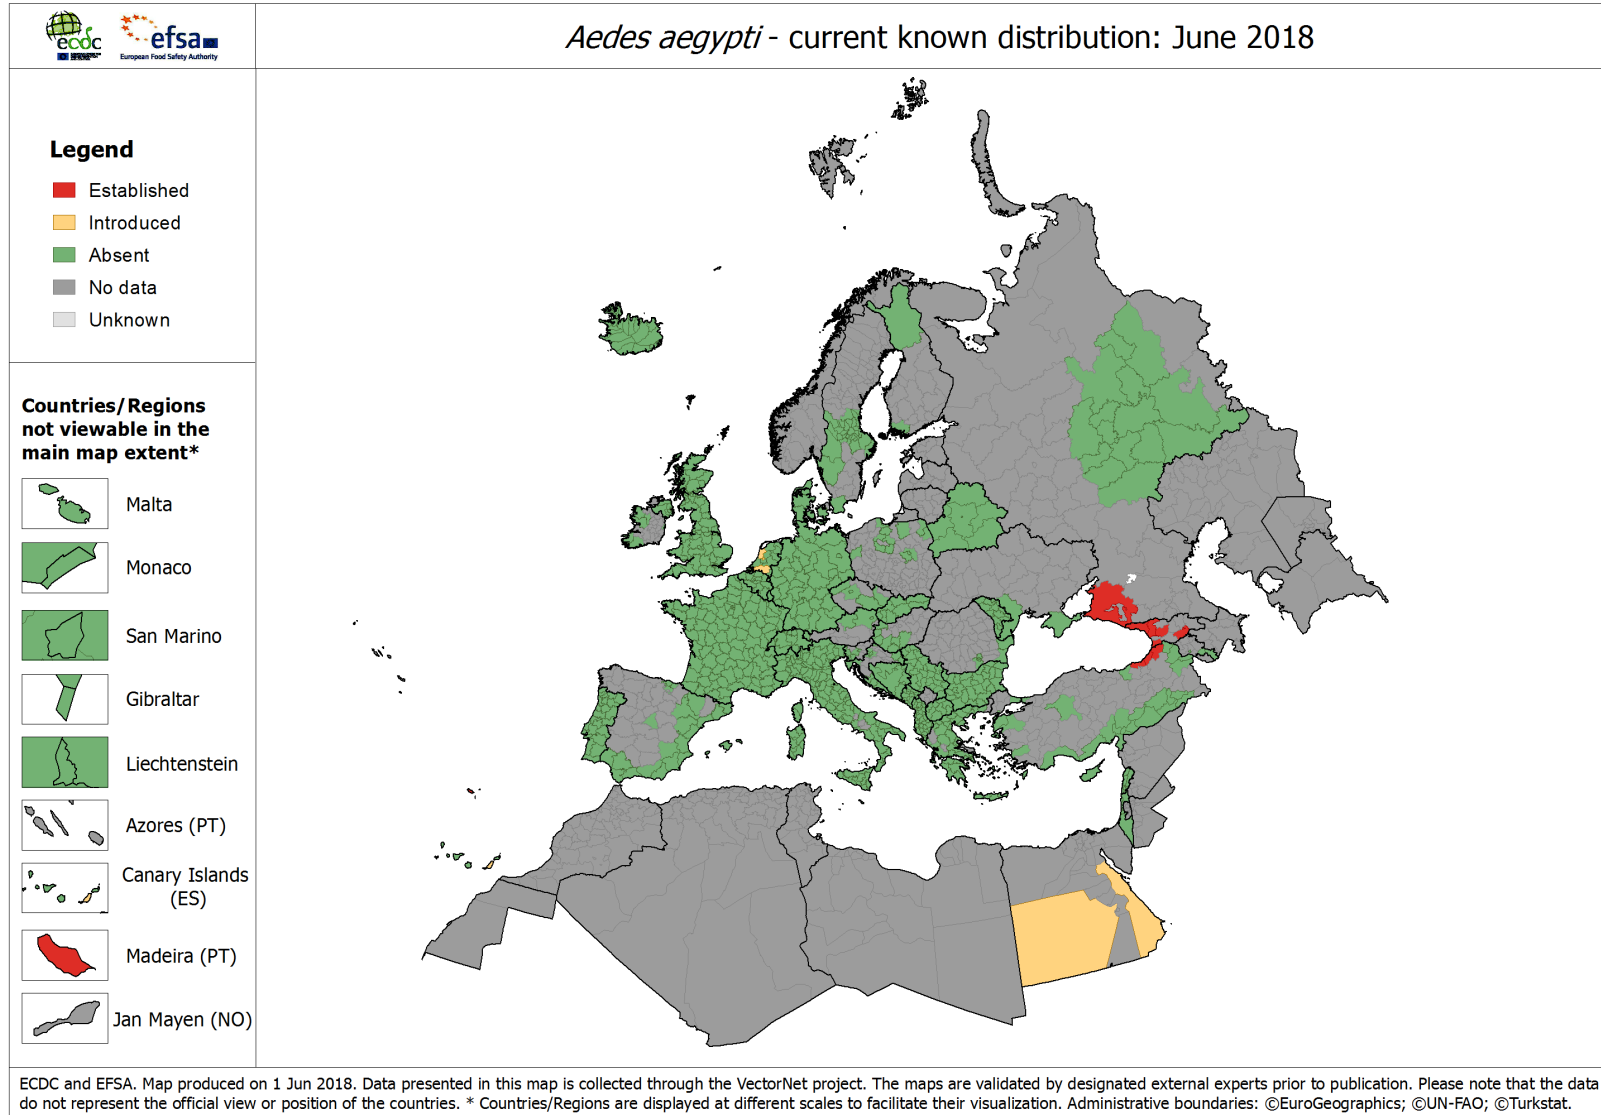 ecdc
efsa
European Food Safety Authority
Aedes aegypti - current known distribution: June 2018
Legend
Established
Introduced
Absent
No data
Unknown
Countries/Regions
not viewable in the
main map extent*
Malta
Monaco
San Marino
Gibraltar
Liechtenstein
Azores (PT)
Canary Islands
(ES)
Madeira (PT)
Jan Mayen (NO)
ECDC and EFSA. Map produced on 1 Jun 2018. Data presented in this map is collected through the VectorNet project. The maps are validated by designated external experts prior to publication. Please note that the data
do not represent the official view or position of the countries. * Countries/Regions are displayed at different scales to facilitate their visualization. Administrative boundaries: ©EuroGeographics; ©UN-FAO; ©Turkstat.